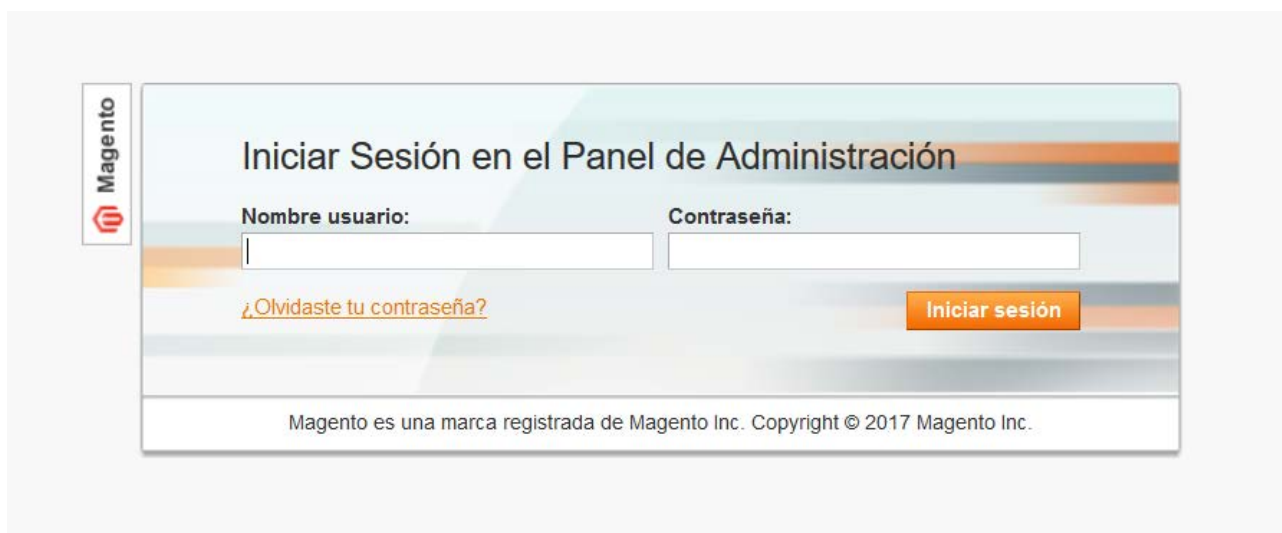 Magento
Iniciar Sesión en el Panel de Administración
Nombre usuario: Contraseña:
¿Olvidaste tu contraseña? Iniciar sesión
Magento es una marca registrada de Magento Inc. Copyright © 2017 Magento Inc.